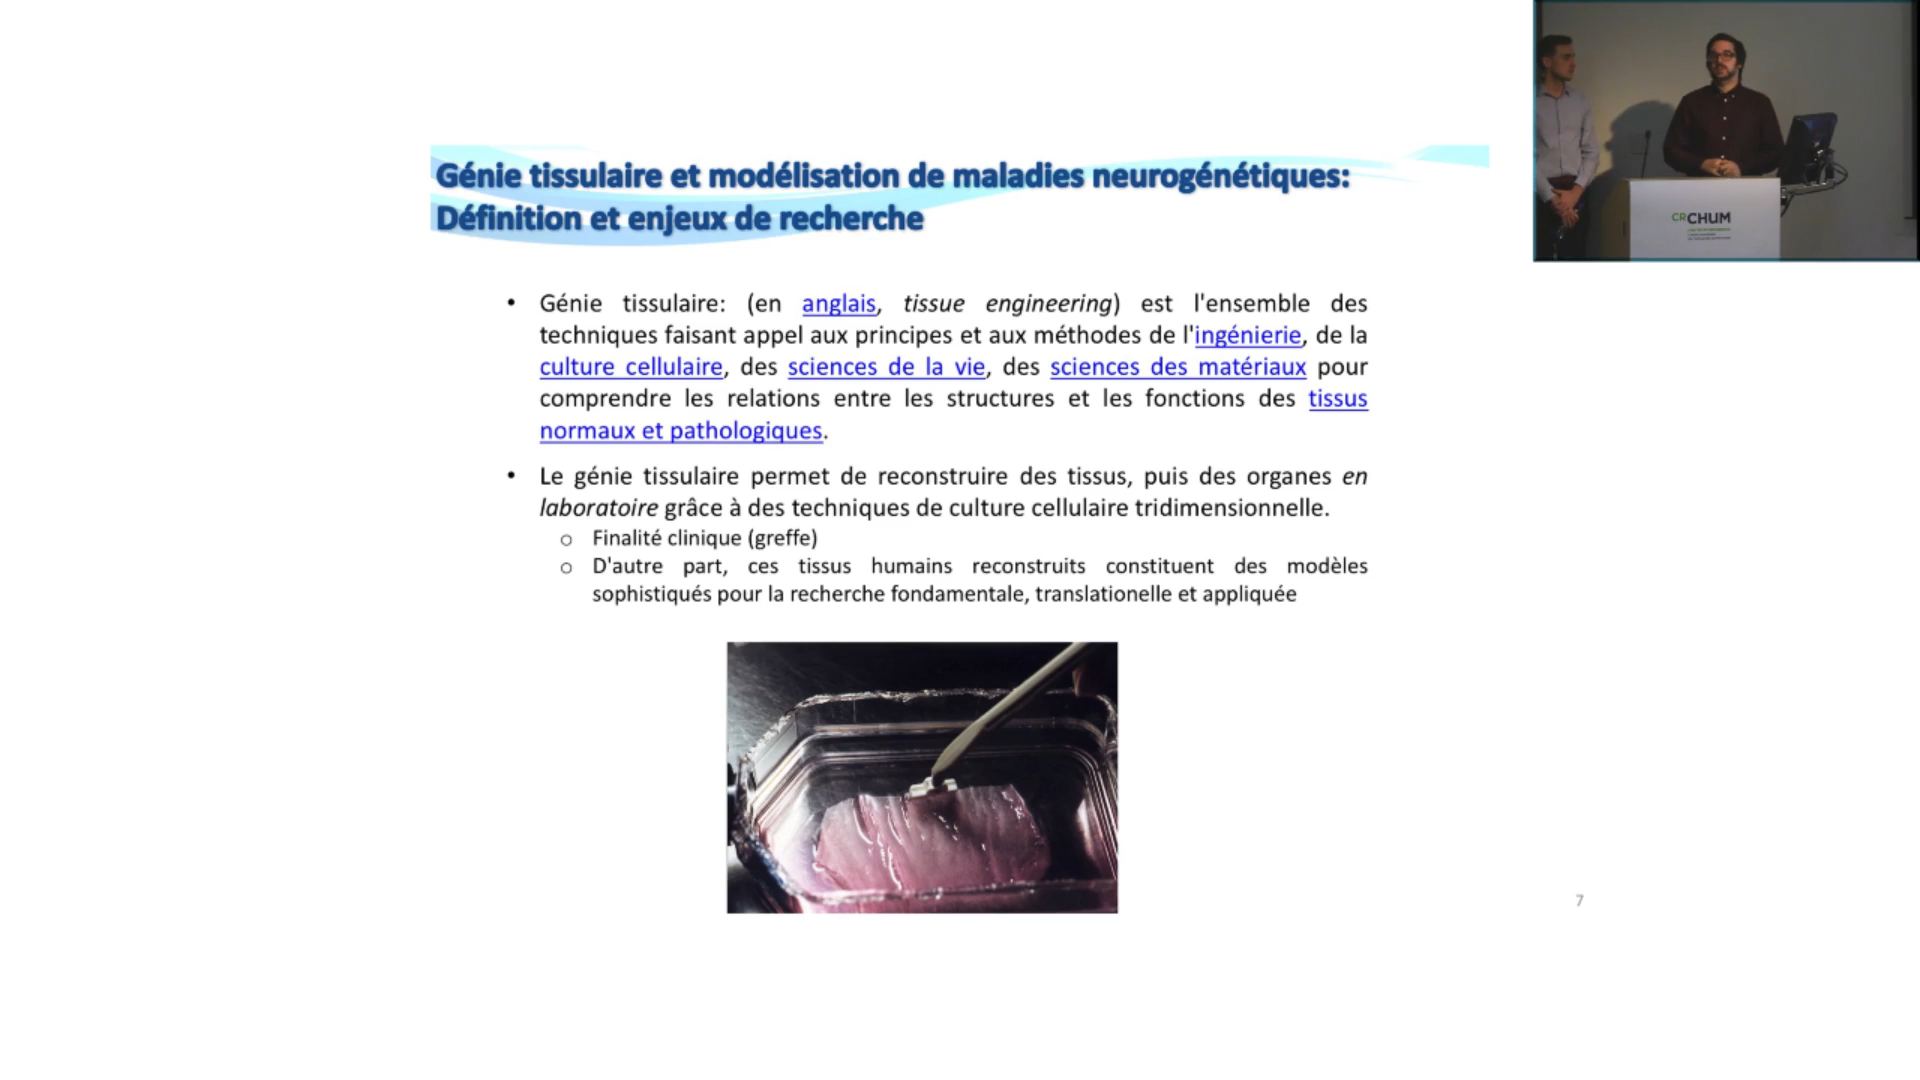 Génie tissulaire et modélisation de maladies neurogénétiques:
Définition et enjeux de recherche
• Génie tissulaire: (en anglais, tissue engineering) est l'ensemble des
techniques faisant appel aux principes et aux méthodes de l'ingénierie, de la
culture cellulaire, des sciences de la vie, des sciences des matériaux pour
comprendre les relations entre les structures et les fonctions des tissus
normaux et pathologiques.
• Le génie tissulaire permet de reconstruire des tissus, puis des organes en
laboratoire grâce à des techniques de culture cellulaire tridimensionnelle.
o Finalité clinique (greffe)
o D'autre part, ces tissus humains reconstruits constituent des modèles
sophistiqués pour la recherche fondamentale, translationelle et appliquée
7
CRCHUM